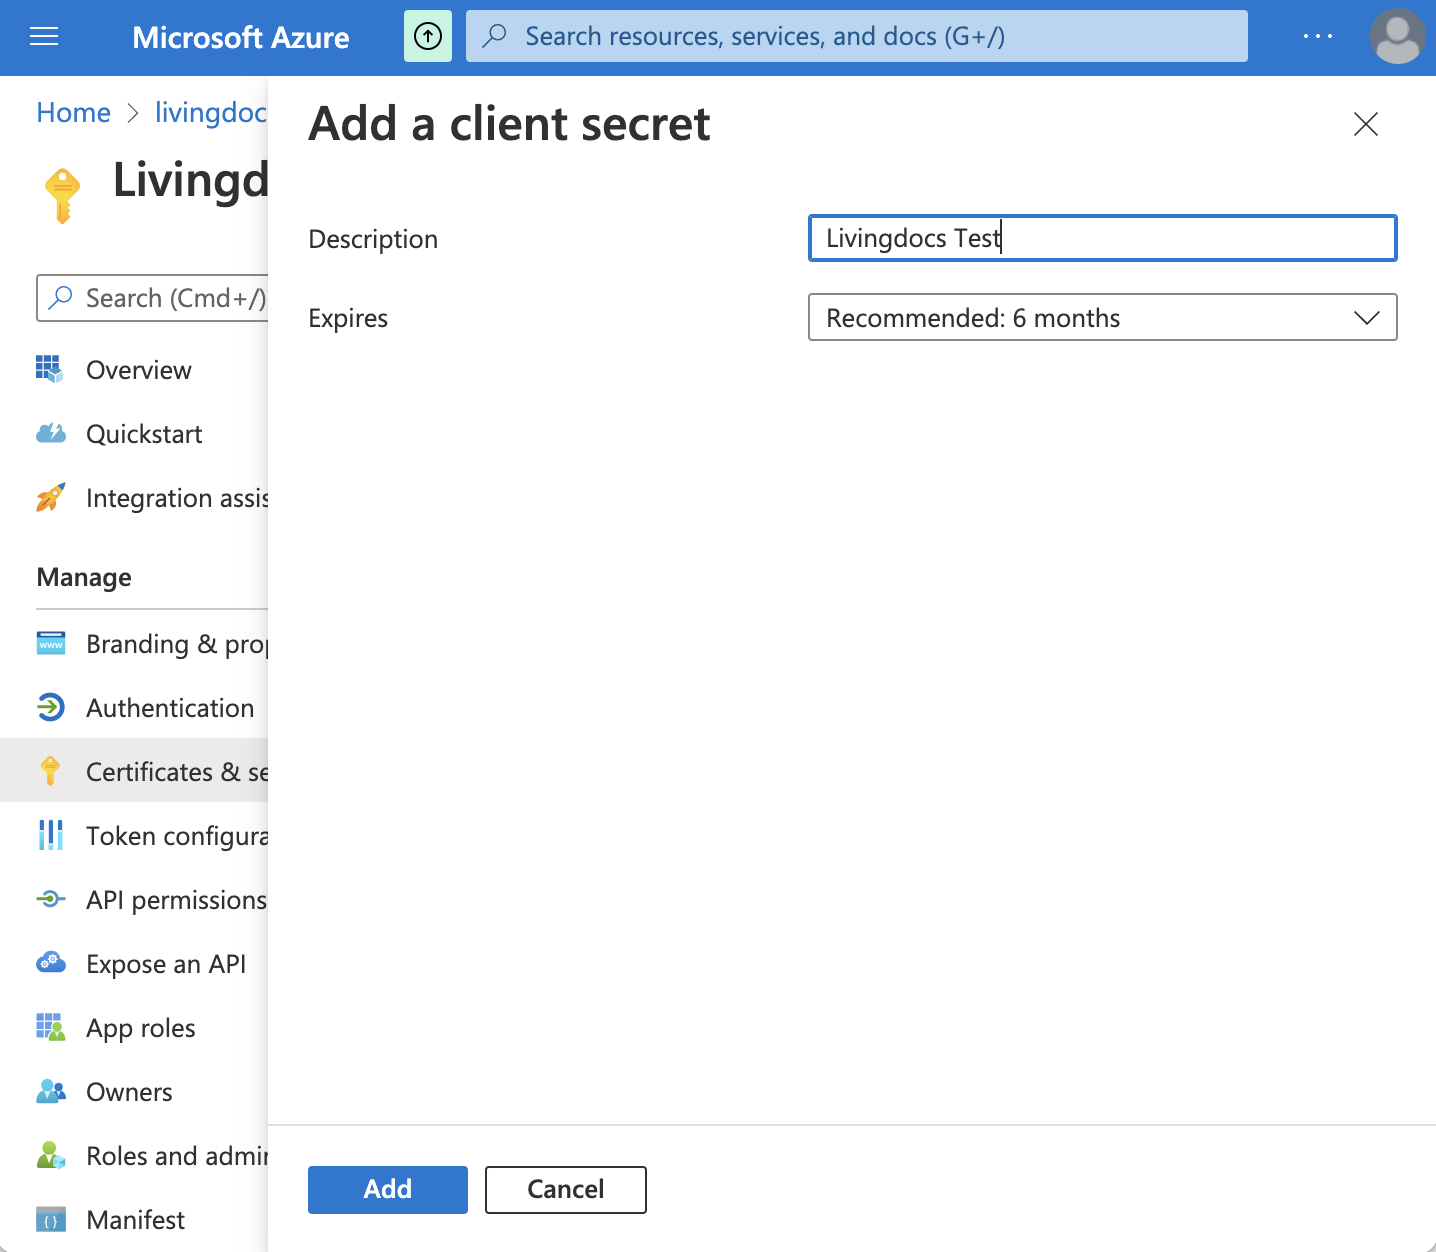 Microsoft Azure
Search resources, services, and docs (G+/)
Home > livingdoc
Livingd
Search (Cmd+/)
Overview
Quickstart
Integration assis
Manage
Branding & prop
Authentication
Certificates & se
Token configura
API permissions
Expose an API
App roles
Owners
Roles and admin
Manifest
Add a client secret
Description
Livingdocs Test
Expires
Recommended: 6 months
Add
Cancel